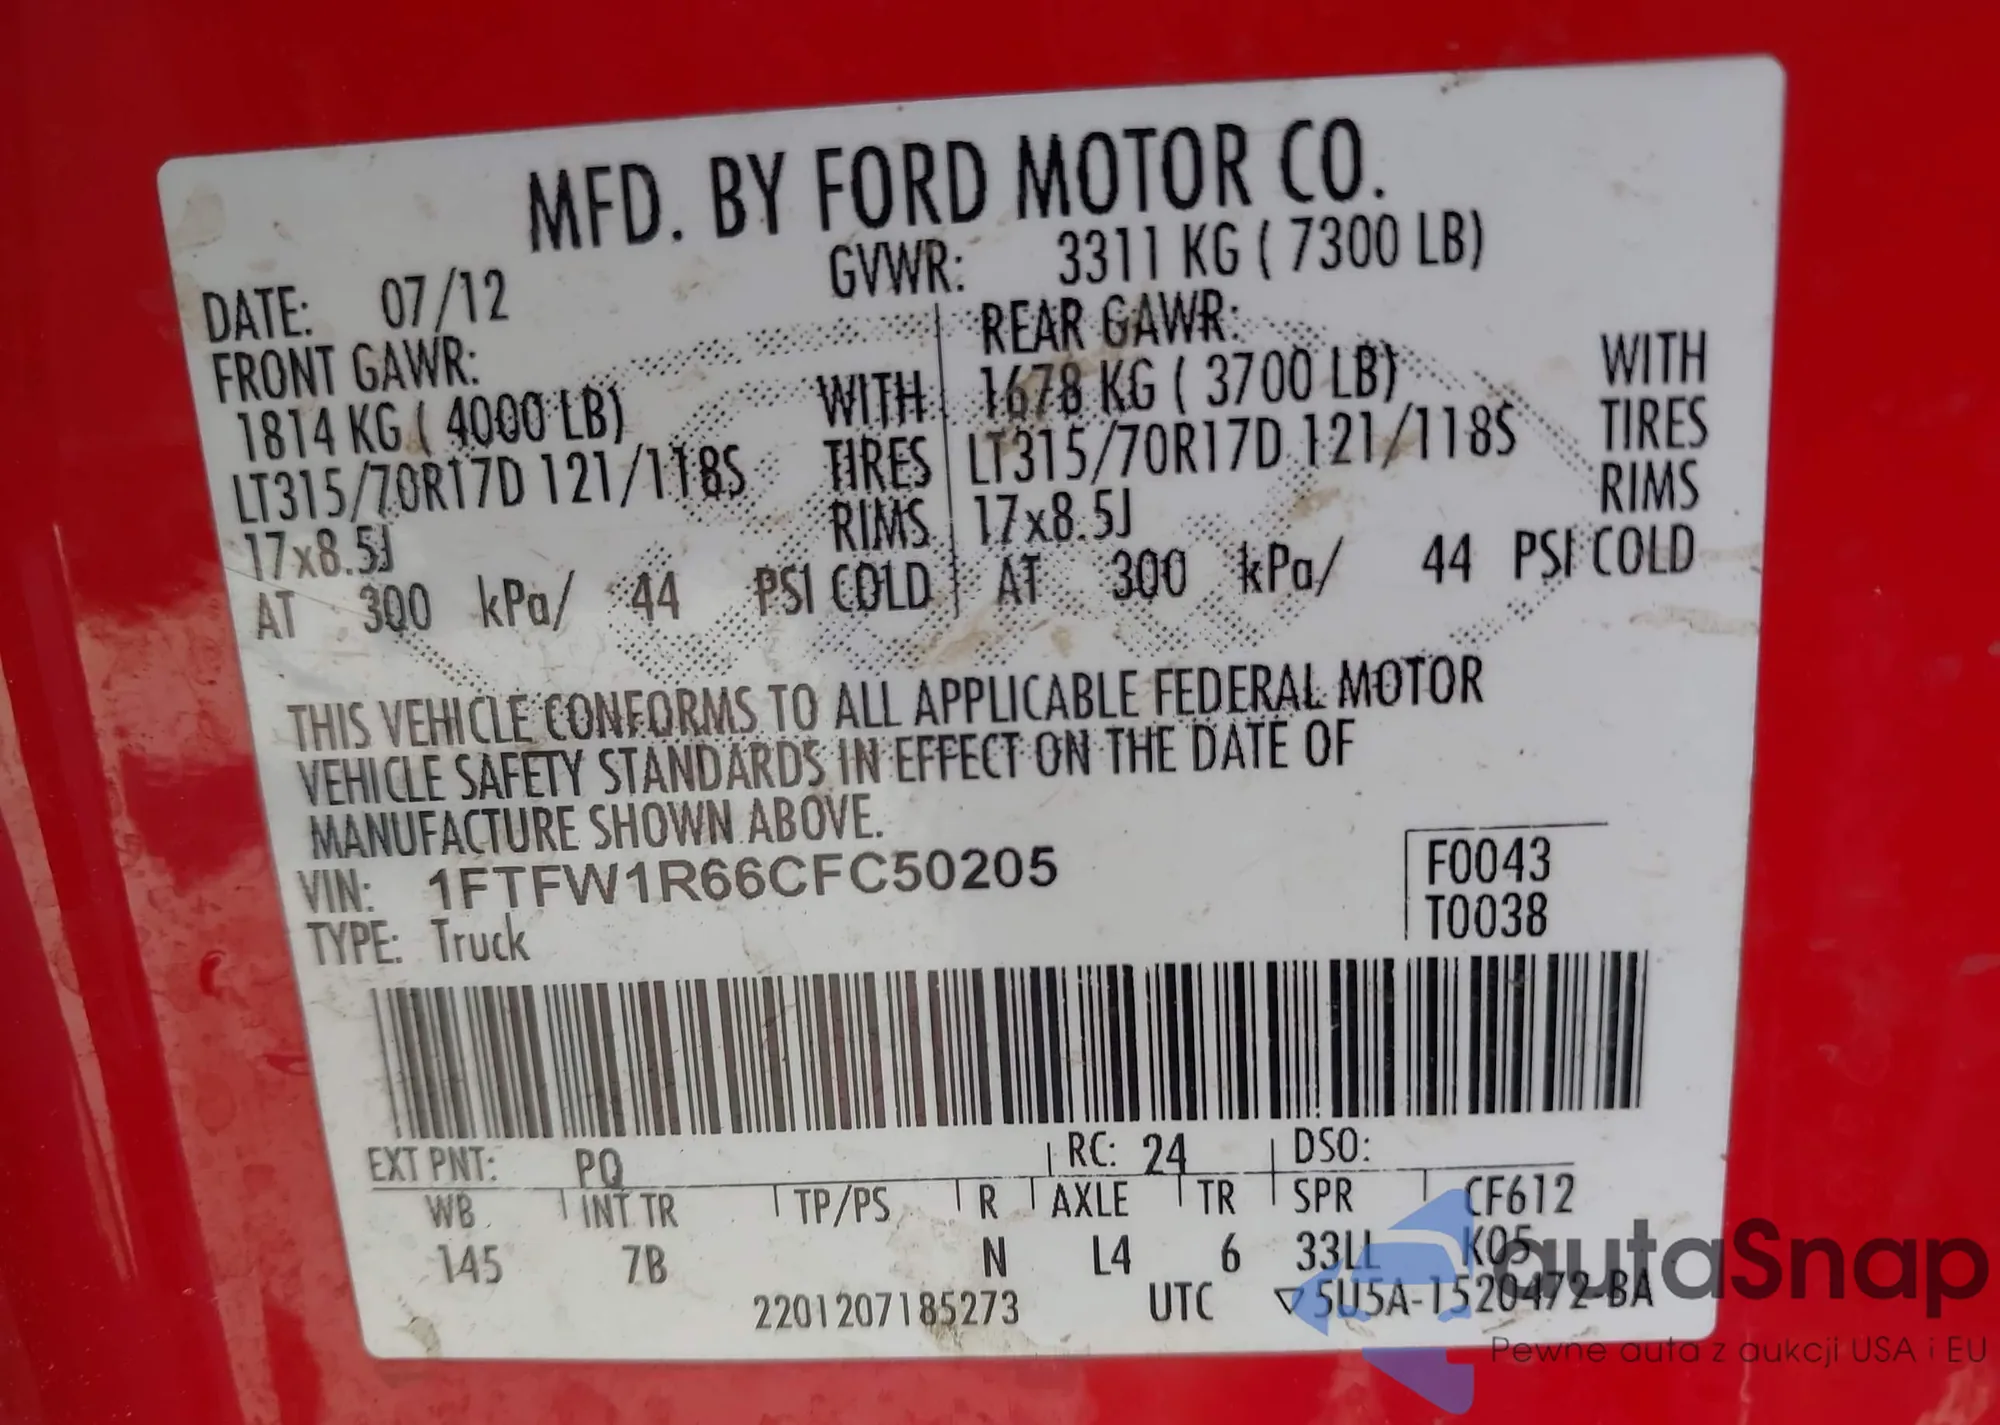 MFD. BY FORD MOTOR CO.
DATE: 07/12 GVWR: 3311 KG ( 7300 LB)
FRONT GAWR: REAR GAWR:
1814 KG ( 4000 LB) WITH 1678 KG ( 3700 LB) WITH
LT315/70R17D 121/118S TIRES LT315/70R17D 121/118S TIRES
17x8.5J RIMS 17x8.5J RIMS
AT 300 kPa/ 44 PSI COLD AT 300 kPa/ 44 PSI COLD
THIS VEHICLE CONFORMS TO ALL APPLICABLE FEDERAL MOTOR
VEHICLE SAFETY STANDARDS IN EFFECT ON THE DATE OF
MANUFACTURE SHOWN ABOVE.
VIN: 1FTFW1R66CFC50205 F0043
TYPE: Truck T0038
EXT PNT: PQ RC: 24 DSO:
WB INT TR TP/PS R AXLE TR SPR CF612
145 7B N L4 6 33LL K05
2201207185273 UTC ▽5U5A-1520472-BA
autaSnap
Pewne auta z aukcji USA i EU